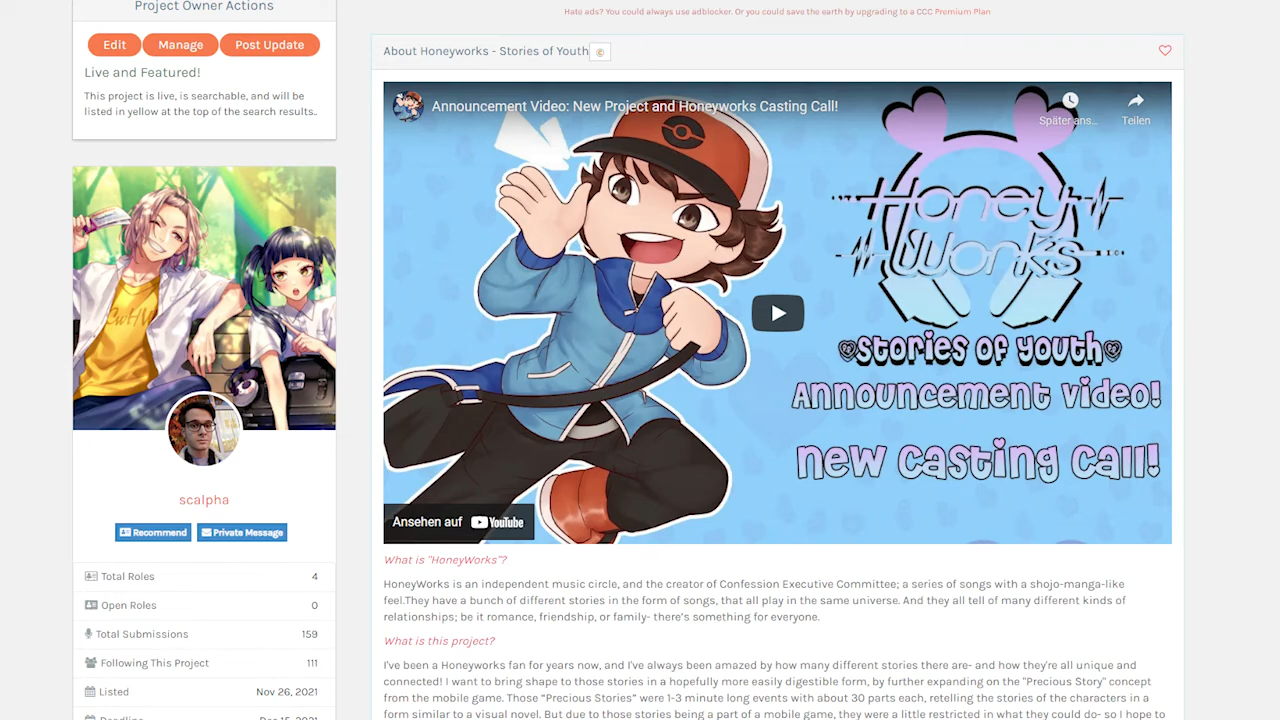 Project Owner Actions
Edit
Manage
Post Update
Live and Featured!
This project is live, is searchable, and will be
listed in yellow at the top of the search results..
CwHW
scalpha
Recommend
Private Message
Total Roles 4
Open Roles 0
Total Submissions 159
Following This Project 111
Listed Nov 26, 2021
Deadline Dec 15, 2021
Hate ads? You could always use adblocker. Or you could save the earth by upgrading to a CCC Premium Plan
About Honeyworks - Stories of Youth ©
Announcement Video: New Project and Honeyworks Casting Call!
Später ans...
Teilen
Honey
Works
Stories of Youth
Announcement Video!
New Casting Call!
Ansehen auf YouTube
What is "HoneyWorks"?
HoneyWorks is an independent music circle, and the creator of Confession Executive Committee; a series of songs with a shojo-manga-like
feel.They have a bunch of different stories in the form of songs, that all play in the same universe. And they all tell of many different kinds of
relationships; be it romance, friendship, or family- there's something for everyone.
What is this project?
I've been a Honeyworks fan for years now, and I've always been amazed by how many different stories there are- and how they're all unique and
connected! I want to bring shape to those stories in a hopefully more easily digestible form, by further expanding on the "Precious Story" concept
from the mobile game. Those “Precious Stories” were 1-3 minute long events with about 30 parts each, retelling the stories of the characters in a
form similar to a visual novel. But due to those stories being a part of a mobile game, they were a little restricted in what they could do- so I hope to